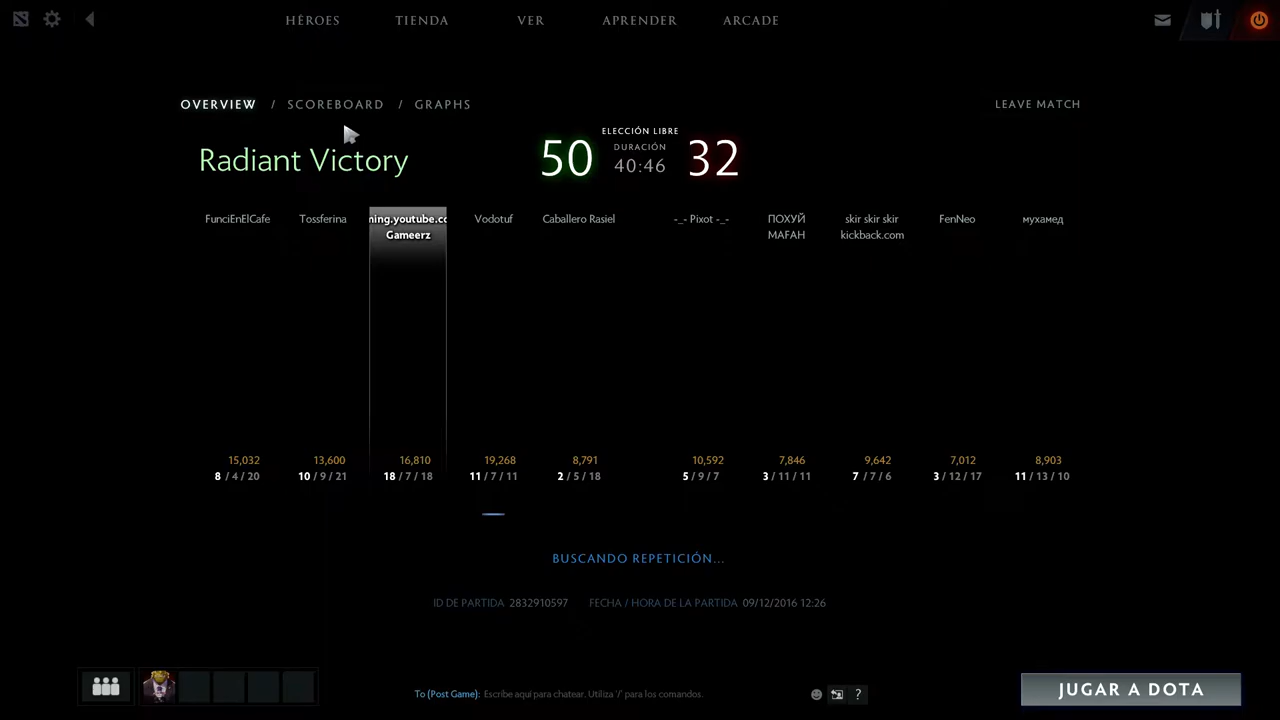 HÉROES TIENDA VER APRENDER ARCADE
OVERVIEW / SCOREBOARD / GRAPHS LEAVE MATCH
Radiant Victory
50 ELECCIÓN LIBRE 32
DURACIÓN
40:46
FunciEnElCafe Tossferina ning.youtube.co Vodotuf Caballero Rasiel -_- Pixot -_- ПОХУЙ skir skir skir FenNeo мухамед
Gameerz МАҒАН kickback.com
15,032 13,600 16,810 19,268 8,791 10,592 7,846 9,642 7,012 8,903
8 / 4 / 20 10 / 9 / 21 18 / 7 / 18 11 / 7 / 11 2 / 5 / 18 5 / 9 / 7 3 / 11 / 11 7 / 7 / 6 3 / 12 / 17 11 / 13 / 10
BUSCANDO REPETICIÓN...
ID DE PARTIDA 2832910597 FECHA / HORA DE LA PARTIDA 09/12/2016 12:26
To (Post Game): Escribe aquí para chatear. Utiliza '/' para los comandos. ?
JUGAR A DOTA